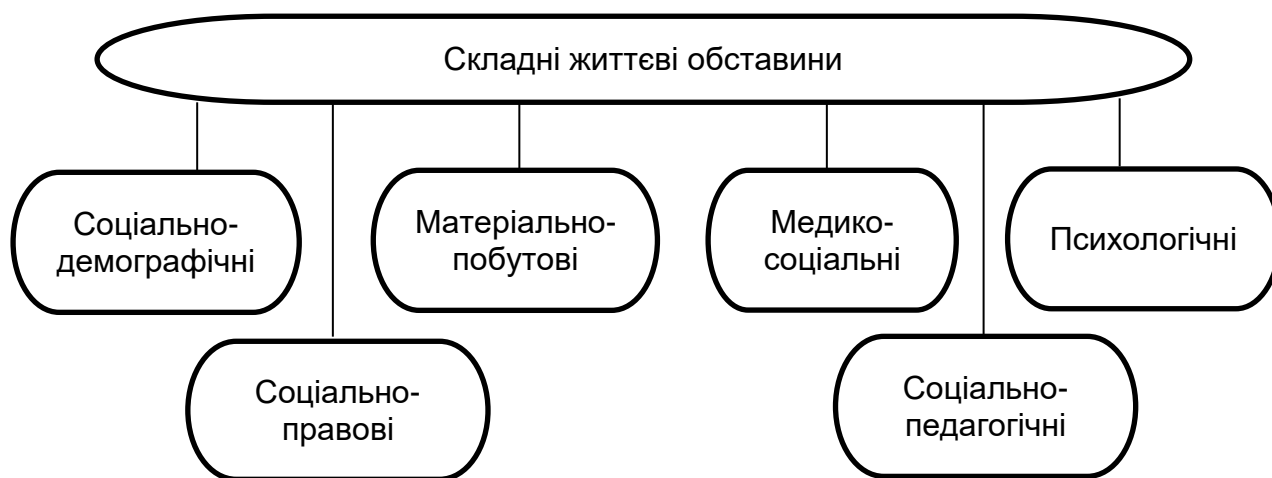 Складні життєві обставини
Соціально-
демографічні
Матеріально-
побутові
Медико-
соціальні
Психологічні
Соціально-
правові
Соціально-
педагогічні